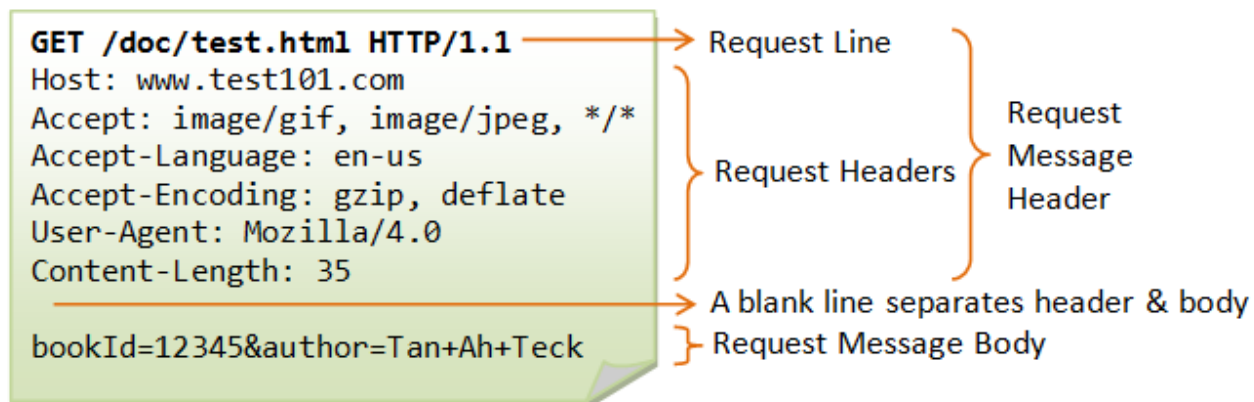 GET /doc/test.html HTTP/1.1
Request Line
Host: www.test101.com
Accept: image/gif, image/jpeg, */*
Accept-Language: en-us
Accept-Encoding: gzip, deflate
User-Agent: Mozilla/4.0
Content-Length: 35
Request Headers
Request
Message
Header
A blank line separates header & body
bookId=12345&author=Tan+Ah+Teck
Request Message Body